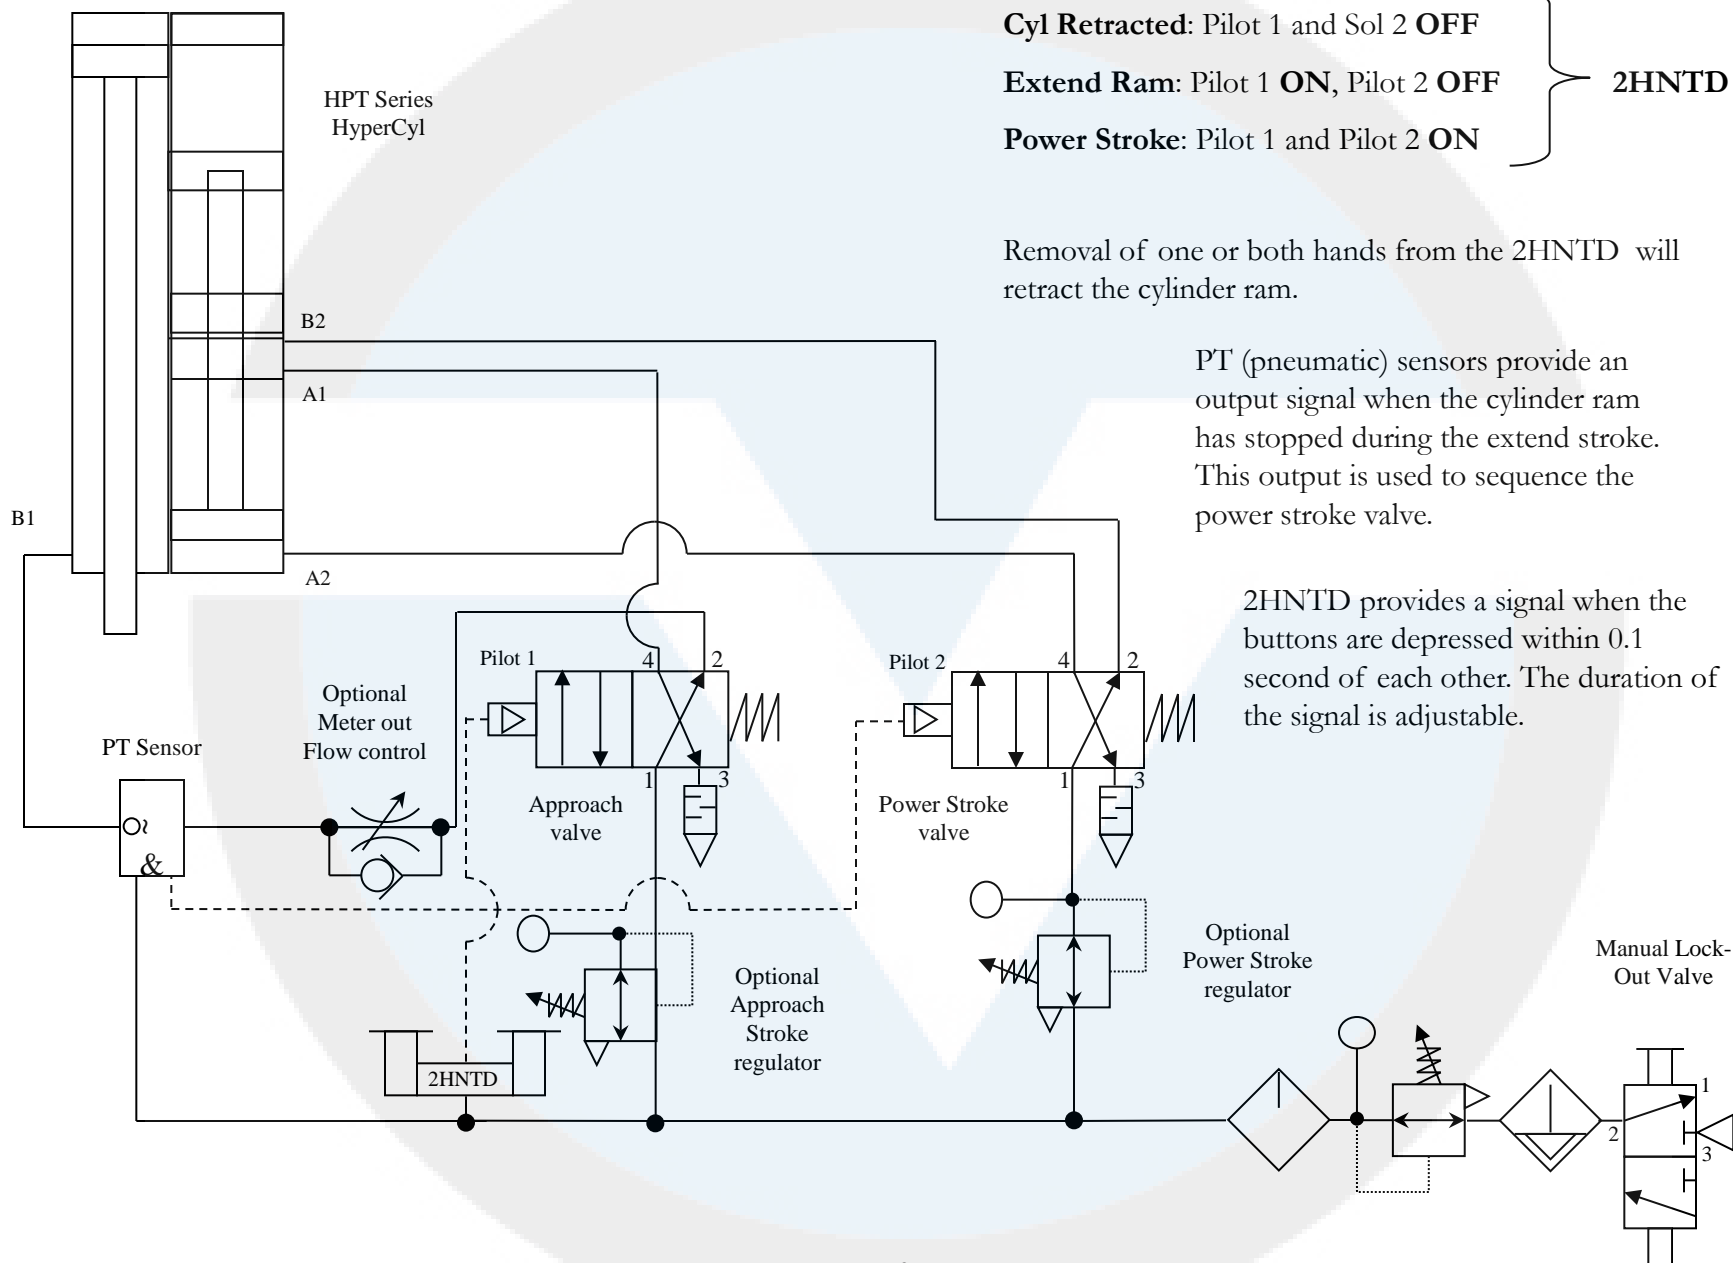 Cyl Retracted: Pilot 1 and Sol 2 OFF
Extend Ram: Pilot 1 ON, Pilot 2 OFF
2HNTD
Power Stroke: Pilot 1 and Pilot 2 ON
HPT Series
HyperCyl
Removal of one or both hands from the 2HNTD will
retract the cylinder ram.
B2
A1
PT (pneumatic) sensors provide an
output signal when the cylinder ram
has stopped during the extend stroke.
This output is used to sequence the
power stroke valve.
B1
A2
2HNTD provides a signal when the
buttons are depressed within 0.1
second of each other. The duration of
the signal is adjustable.
Pilot 1
4
2
Pilot 2
4
2
Optional
Meter out
Flow control
PT Sensor
~
&
1
3
Approach
valve
1
3
Power Stroke
valve
Optional
Approach
Stroke
regulator
Optional
Power Stroke
regulator
Manual Lock-
Out Valve
2HNTD
1
2
3